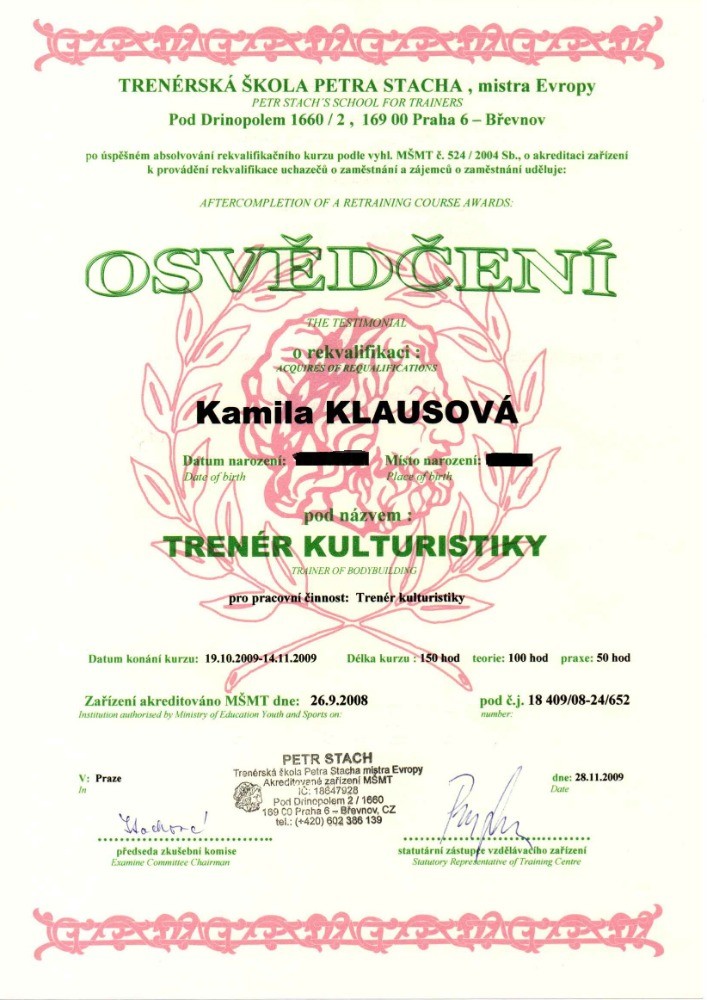 TRENÉRSKÁ ŠKOLA PETRA STACHA , mistra Evropy
PETR STACH'S SCHOOL FOR TRAINERS
Pod Drinopolem 1660 / 2 , 169 00 Praha 6 – Břevnov
po úspěšném absolvování rekvalifikačního kurzu podle vyhl. MŠMT č. 524 / 2004 Sb., o akreditaci zařízení
k provádění rekvalifikace uchazečů o zaměstnání a zájemců o zaměstnání uděluje:
AFTERCOMPLETION OF A RETRAINING COURSE AWARDS:
OSVĚDČENÍ
THE TESTIMONIAL
o rekvalifikaci :
ACQUIRES OF REQUALIFICATIONS
Kamila KLAUSOVÁ
Datum narození: Místo narození:
Date of birth Place of birth
pod názvem :
TRENÉR KULTURISTIKY
TRAINER OF BODYBUILDING
pro pracovní činnost: Trenér kulturistiky
Datum konání kurzu: 19.10.2009-14.11.2009 Délka kurzu : 150 hod teorie: 100 hod praxe: 50 hod
Zařízení akreditováno MŠMT dne: 26.9.2008 pod č.j. 18 409/08-24/652
Institution authorised by Ministry of Education Youth and Sports on: number:
PETR STACH
Trenérská škola Petra Stacha mistra Evropy
Akreditované zařízení MŠMT
IČ: 18647928
Pod Drinopolem 2 / 1660
169 00 Praha 6 – Břevnov, CZ
tel.: (+420) 602 386 139
V: Praze dne: 28.11.2009
In Date
předseda zkušební komise statutární zástupce vzdělávacího zařízení
Examine Committee Chairman Statutory Representative of Training Centre